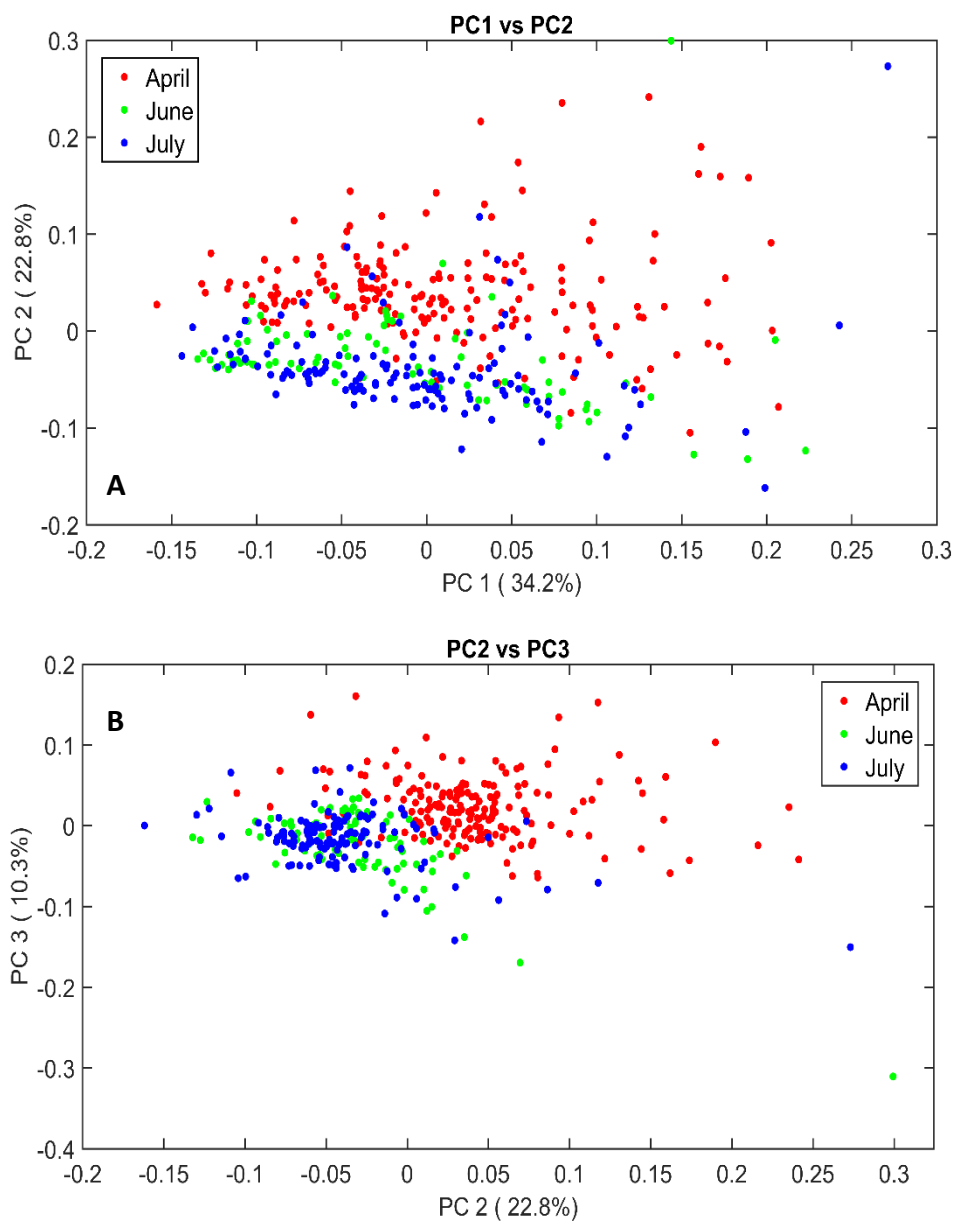 PC1 vs PC2
0.3
0.2
0.1
0
-0.1
-0.2
PC 2 ( 22.8%)
April
June
July
A
-0.2 -0.15 -0.1 -0.05 0 0.05 0.1 0.15 0.2 0.25 0.3
PC 1 ( 34.2%)
PC2 vs PC3
0.2
0.1
0
-0.1
-0.2
-0.3
-0.4
PC 3 ( 10.3%)
B
April
June
July
-0.2 -0.15 -0.1 -0.05 0 0.05 0.1 0.15 0.2 0.25 0.3
PC 2 ( 22.8%)